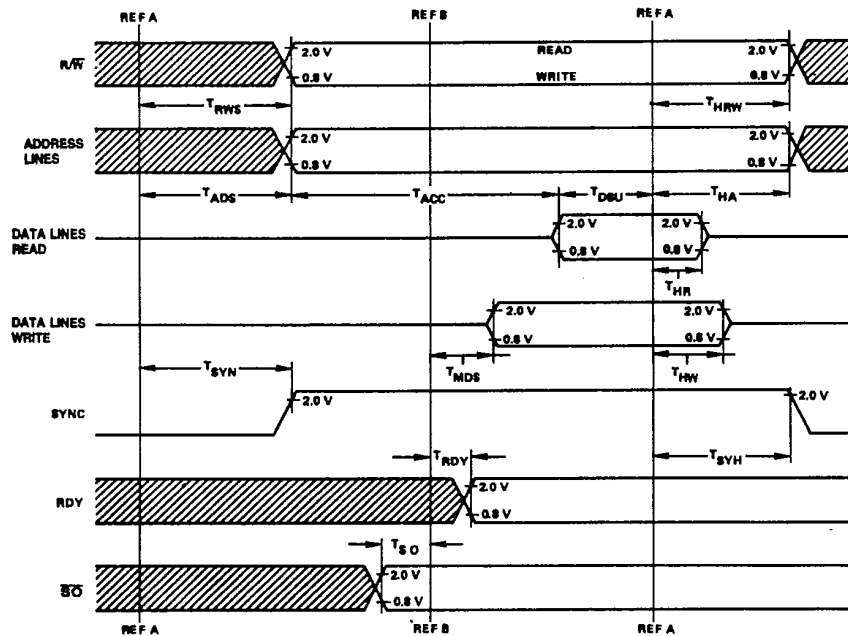 REF A REF B REF A
R/W̅ 2.0 V READ 2.0 V
0.8 V WRITE 0.8 V
TRWS THRW
ADDRESS LINES 2.0 V 2.0 V
0.8 V 0.8 V
TADS TACC TDSU THA
DATA LINES READ 2.0 V 2.0 V
0.8 V 0.8 V
THR
DATA LINES WRITE 2.0 V 2.0 V
0.8 V 0.8 V
TSYN TMDS THW
SYNC 2.0 V 2.0 V
TRDY TSYH
RDY 2.0 V
0.8 V
TSO
S̅O̅ 2.0 V
0.8 V
REF A REF B REF A